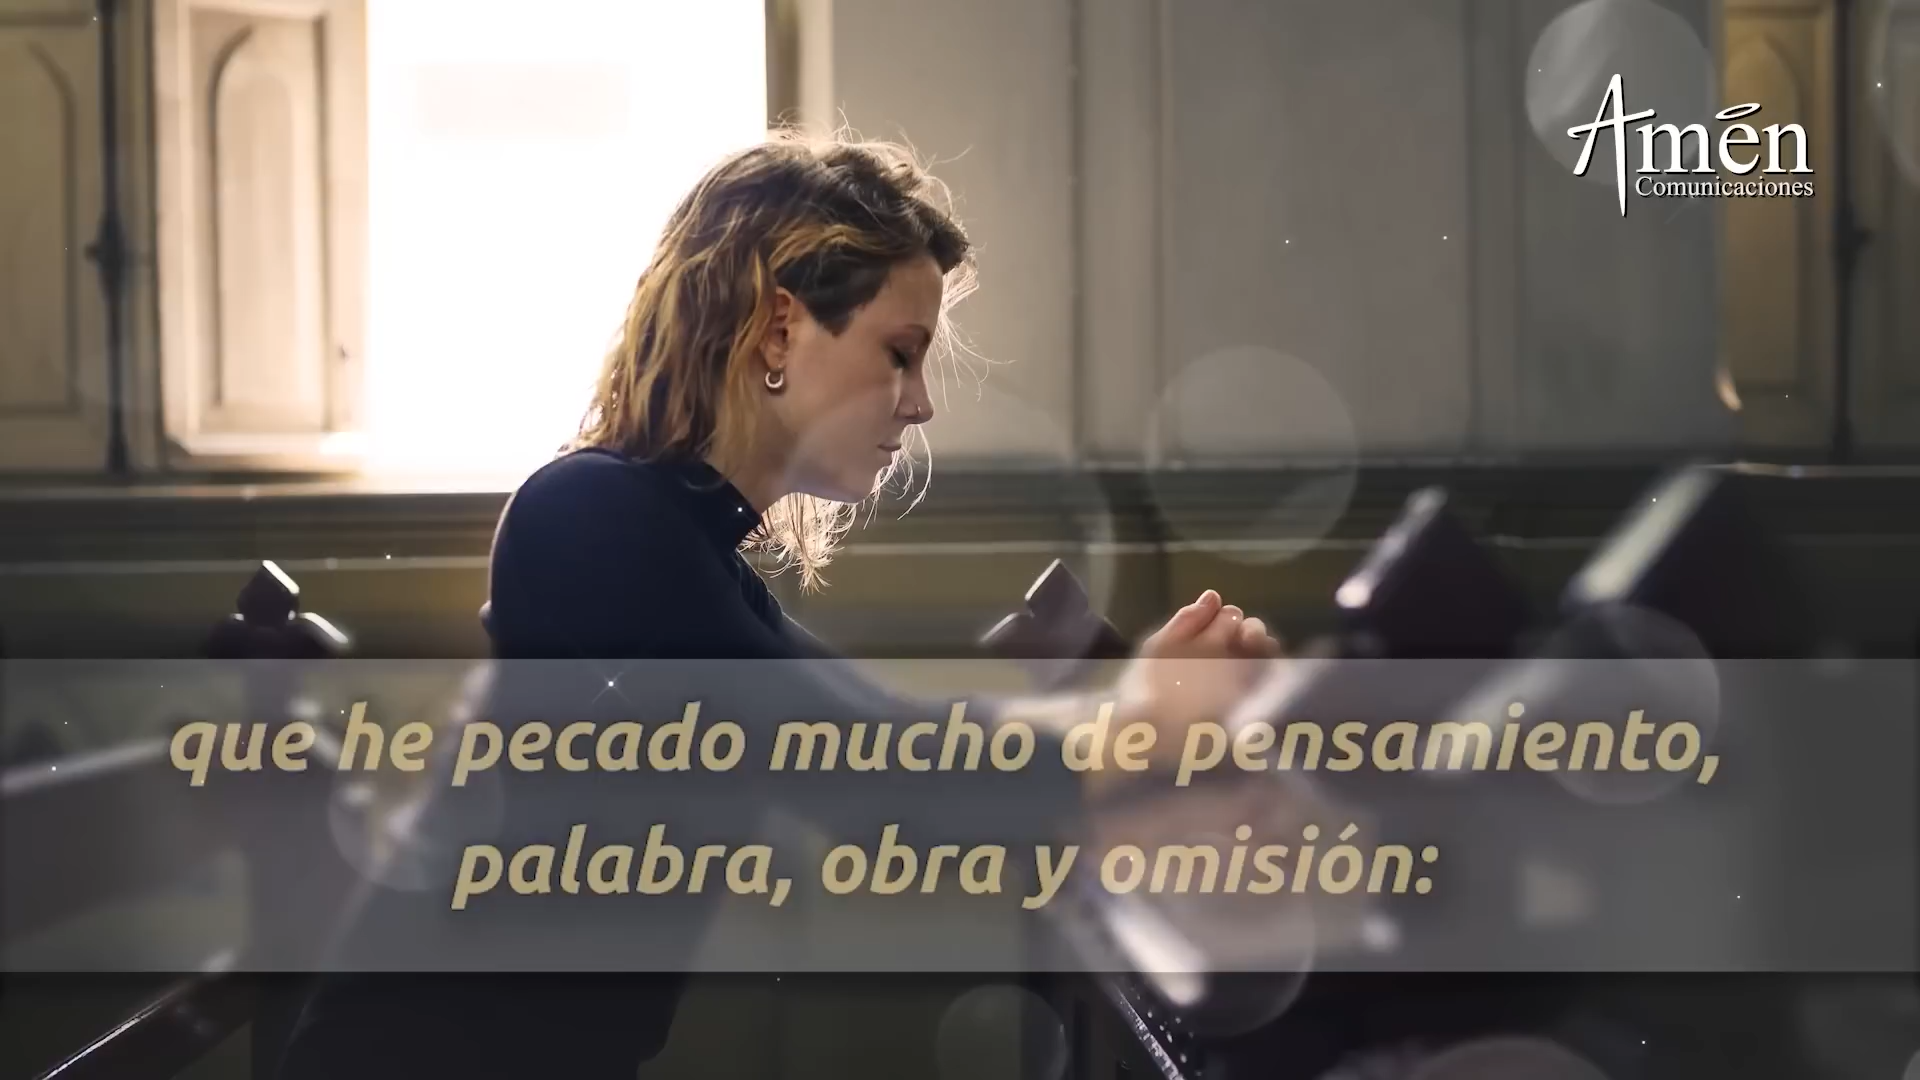 Amén
Comunicaciones
que he pecado mucho de pensamiento,
palabra, obra y omisión: